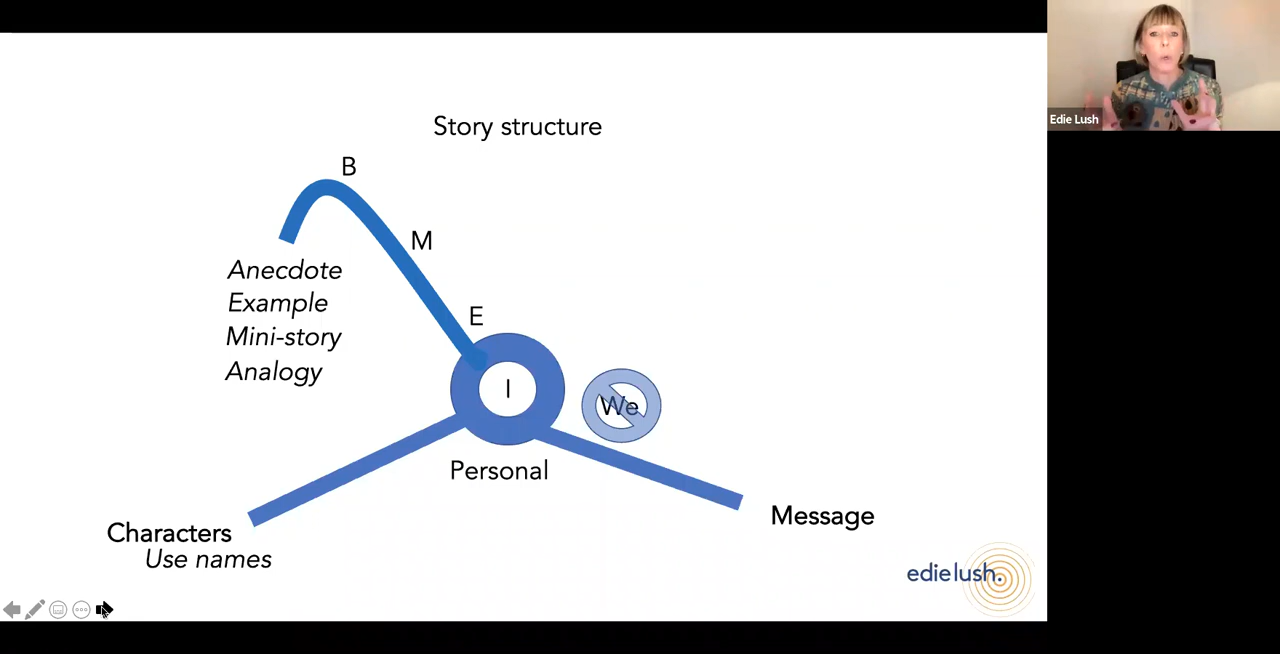 Edie Lush
Story structure
B
M
E
Anecdote
Example
Mini-story
Analogy
I
We
Personal
Message
Characters
Use names
edielush.